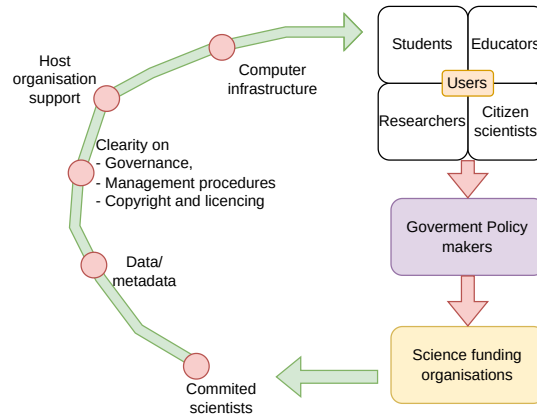 Students
Educators
Users
Researchers
Citizen
scientists
Host
organisation
support
Computer
infrastructure
Clearity on
- Governance,
- Management procedures
- Copyright and licencing
Data/
metadata
Commited
scientists
Goverment Policy
makers
Science funding
organisations